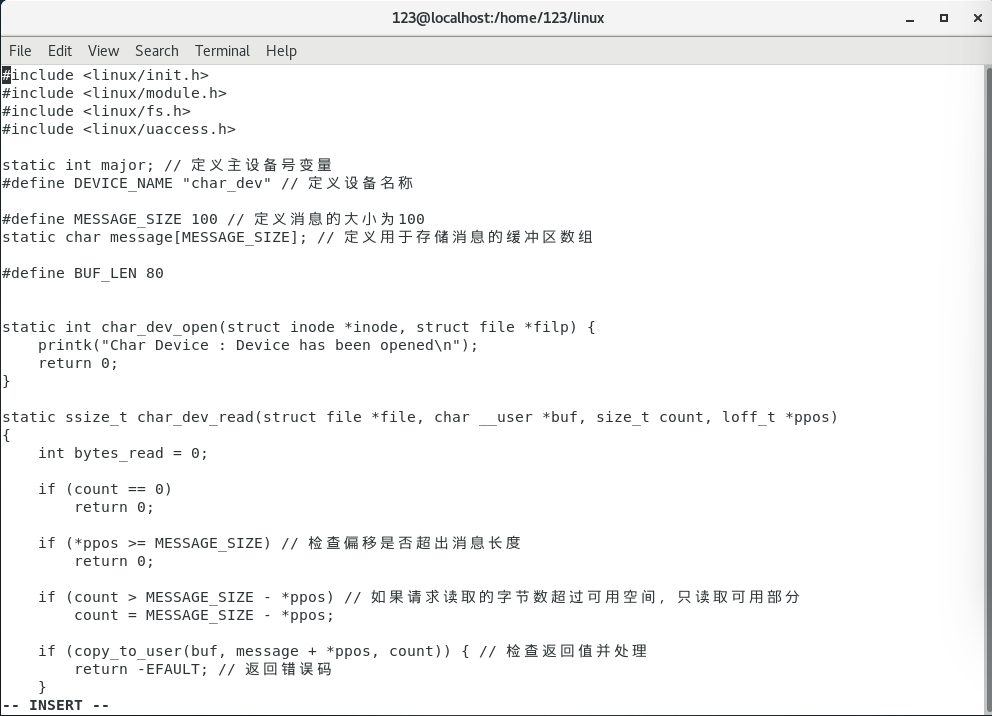 123@localhost:/home/123/linux
File Edit View Search Terminal Help
#include <linux/init.h>
#include <linux/module.h>
#include <linux/fs.h>
#include <linux/uaccess.h>

static int major; // 定义主设备号变量
#define DEVICE_NAME "char_dev" // 定义设备名称

#define MESSAGE_SIZE 100 // 定义消息的大小为100
static char message[MESSAGE_SIZE]; // 定义用于存储消息的缓冲区数组

#define BUF_LEN 80


static int char_dev_open(struct inode *inode, struct file *filp) {
    printk("Char Device : Device has been opened\n");
    return 0;
}

static ssize_t char_dev_read(struct file *file, char __user *buf, size_t count, loff_t *ppos)
{
    int bytes_read = 0;

    if (count == 0)
        return 0;

    if (*ppos >= MESSAGE_SIZE) // 检查偏移是否超出消息长度
        return 0;

    if (count > MESSAGE_SIZE - *ppos) // 如果请求读取的字节数超过可用空间，只读取可用部分
        count = MESSAGE_SIZE - *ppos;

    if (copy_to_user(buf, message + *ppos, count)) { // 检查返回值并处理
        return -EFAULT; // 返回错误码
    }
-- INSERT --